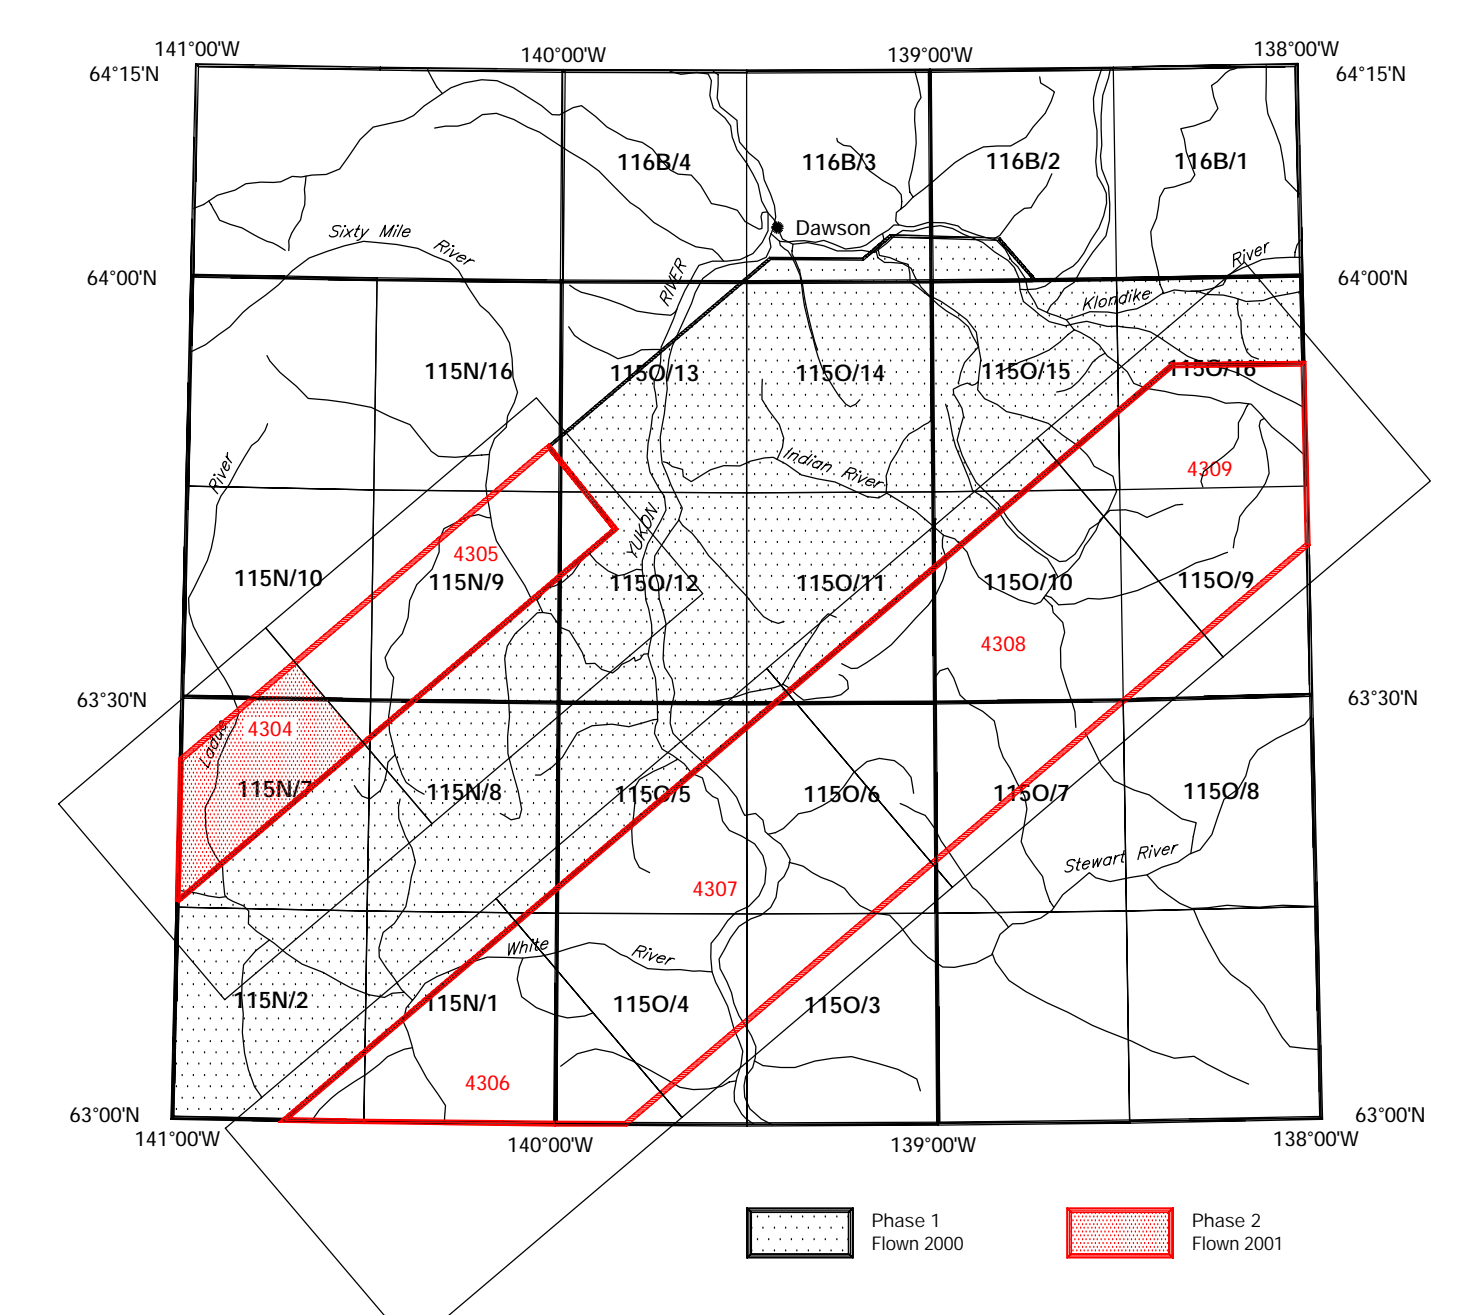 141°00'W
140°00'W
139°00'W
138°00'W
64°15'N
64°15'N
116B/4
116B/3
116B/2
116B/1
Dawson
Sixty Mile River
RIVER
River
64°00'N
64°00'N
Klondike
115N/16
115O/13
115O/14
115O/15
115O/16
Indian River
River
4309
YUKON
4305
115N/10
115N/9
115O/12
115O/11
115O/10
115O/9
4308
63°30'N
63°30'N
4304
Ladue
115N/7
115N/8
115O/5
115O/6
115O/7
115O/8
Stewart River
4307
White River
115N/2
115N/1
115O/4
115O/3
4306
63°00'N
63°00'N
141°00'W
140°00'W
139°00'W
138°00'W
Phase 1
Flown 2000
Phase 2
Flown 2001